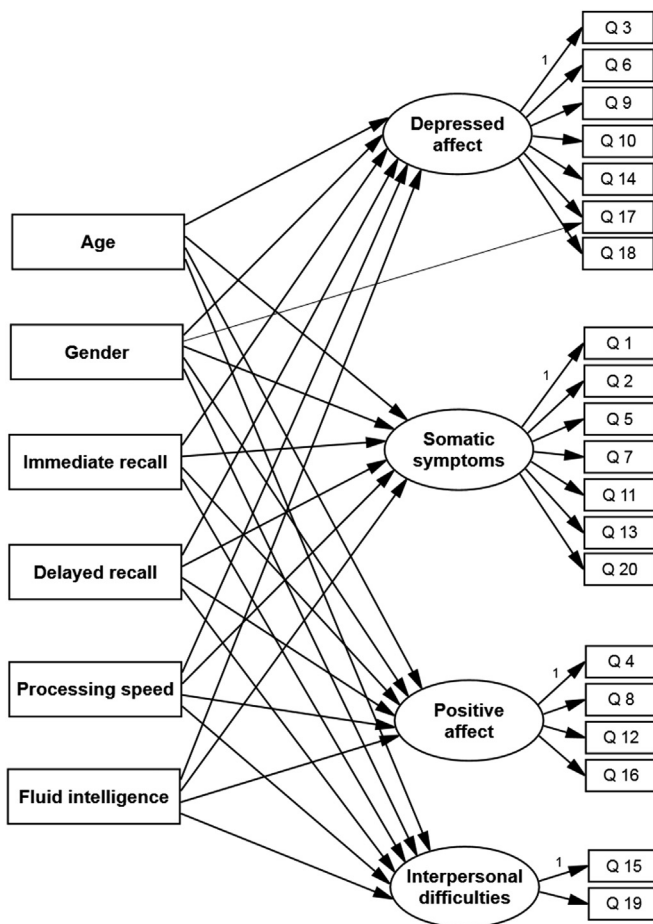 Age
Gender
Immediate recall
Delayed recall
Processing speed
Fluid intelligence
Depressed
affect
1
Q 3
Q 6
Q 9
Q 10
Q 14
Q 17
Q 18
Somatic
symptoms
1
Q 1
Q 2
Q 5
Q 7
Q 11
Q 13
Q 20
Positive
affect
1
Q 4
Q 8
Q 12
Q 16
Interpersonal
difficulties
1
Q 15
Q 19